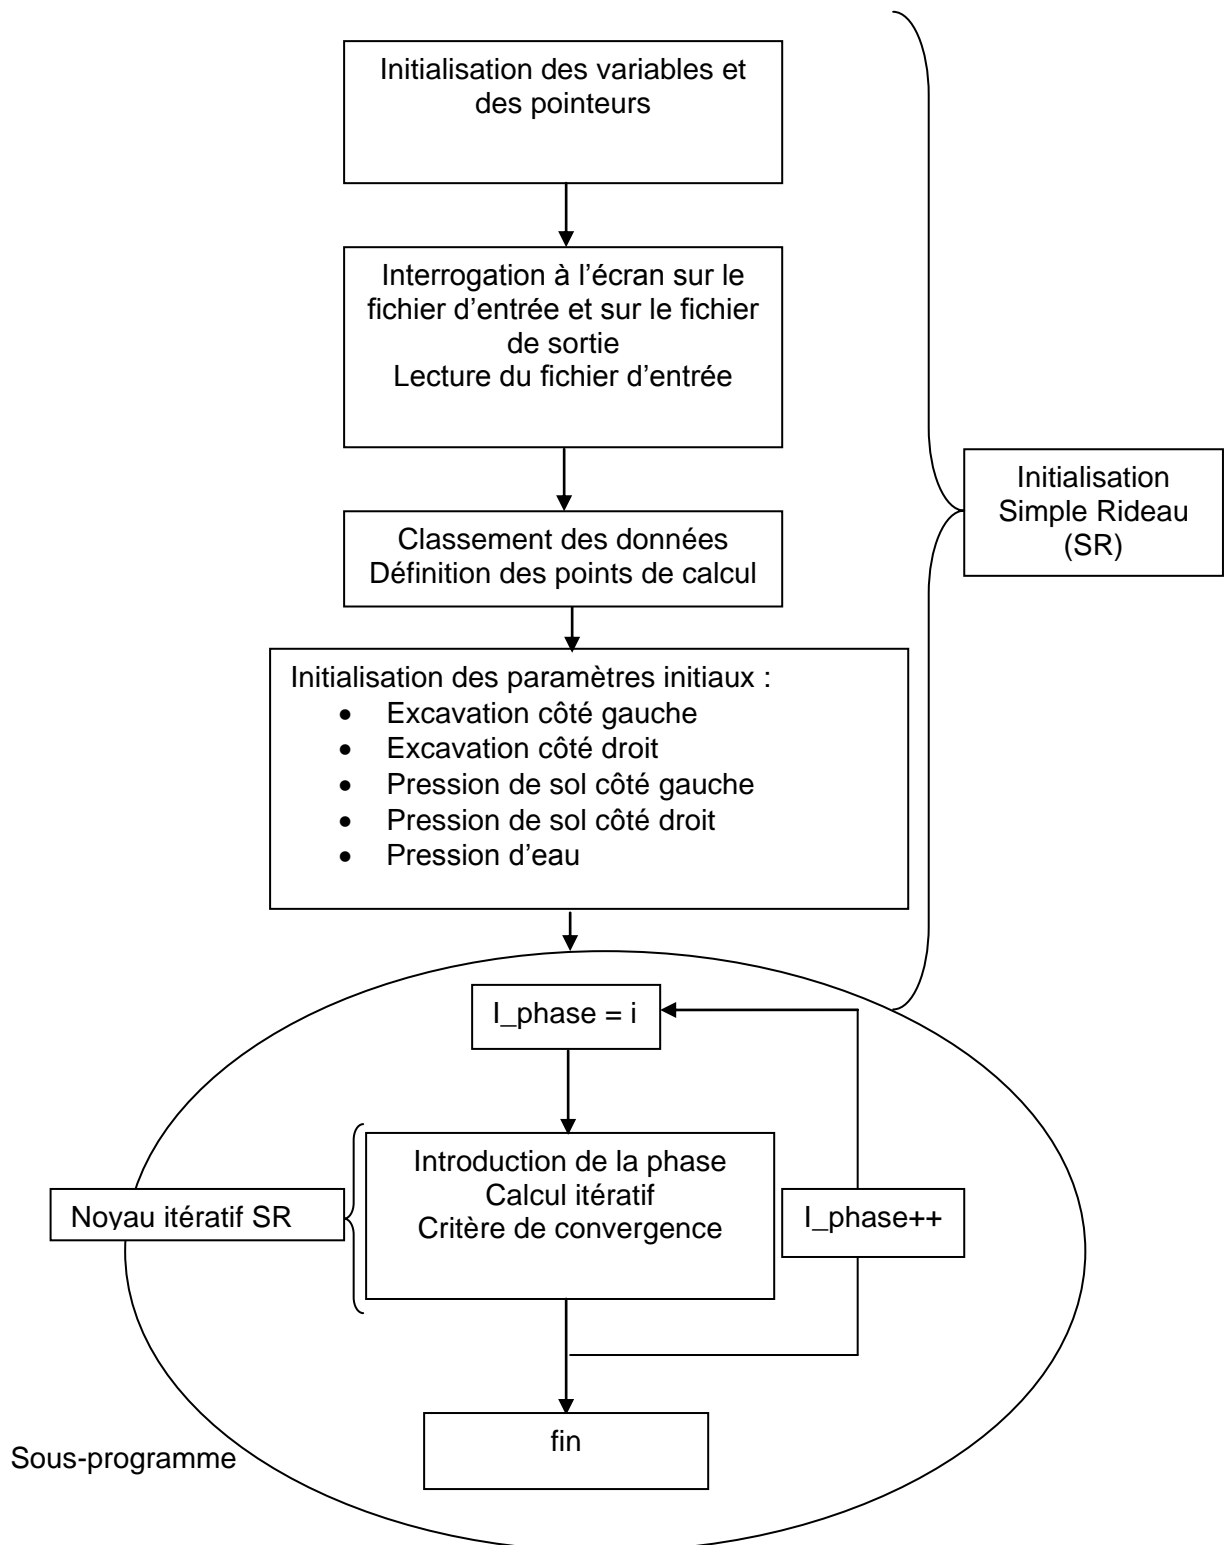 Initialisation des variables et
des pointeurs
Interrogation à l'écran sur le
fichier d'entrée et sur le fichier
de sortie
Lecture du fichier d'entrée
Classement des données
Définition des points de calcul
Initialisation
Simple Rideau
(SR)
Initialisation des paramètres initiaux :
• Excavation côté gauche
• Excavation côté droit
• Pression de sol côté gauche
• Pression de sol côté droit
• Pression d'eau
I_phase = i
Introduction de la phase
Calcul itératif
Critère de convergence
Noyau itératif SR
I_phase++
fin
Sous-programme